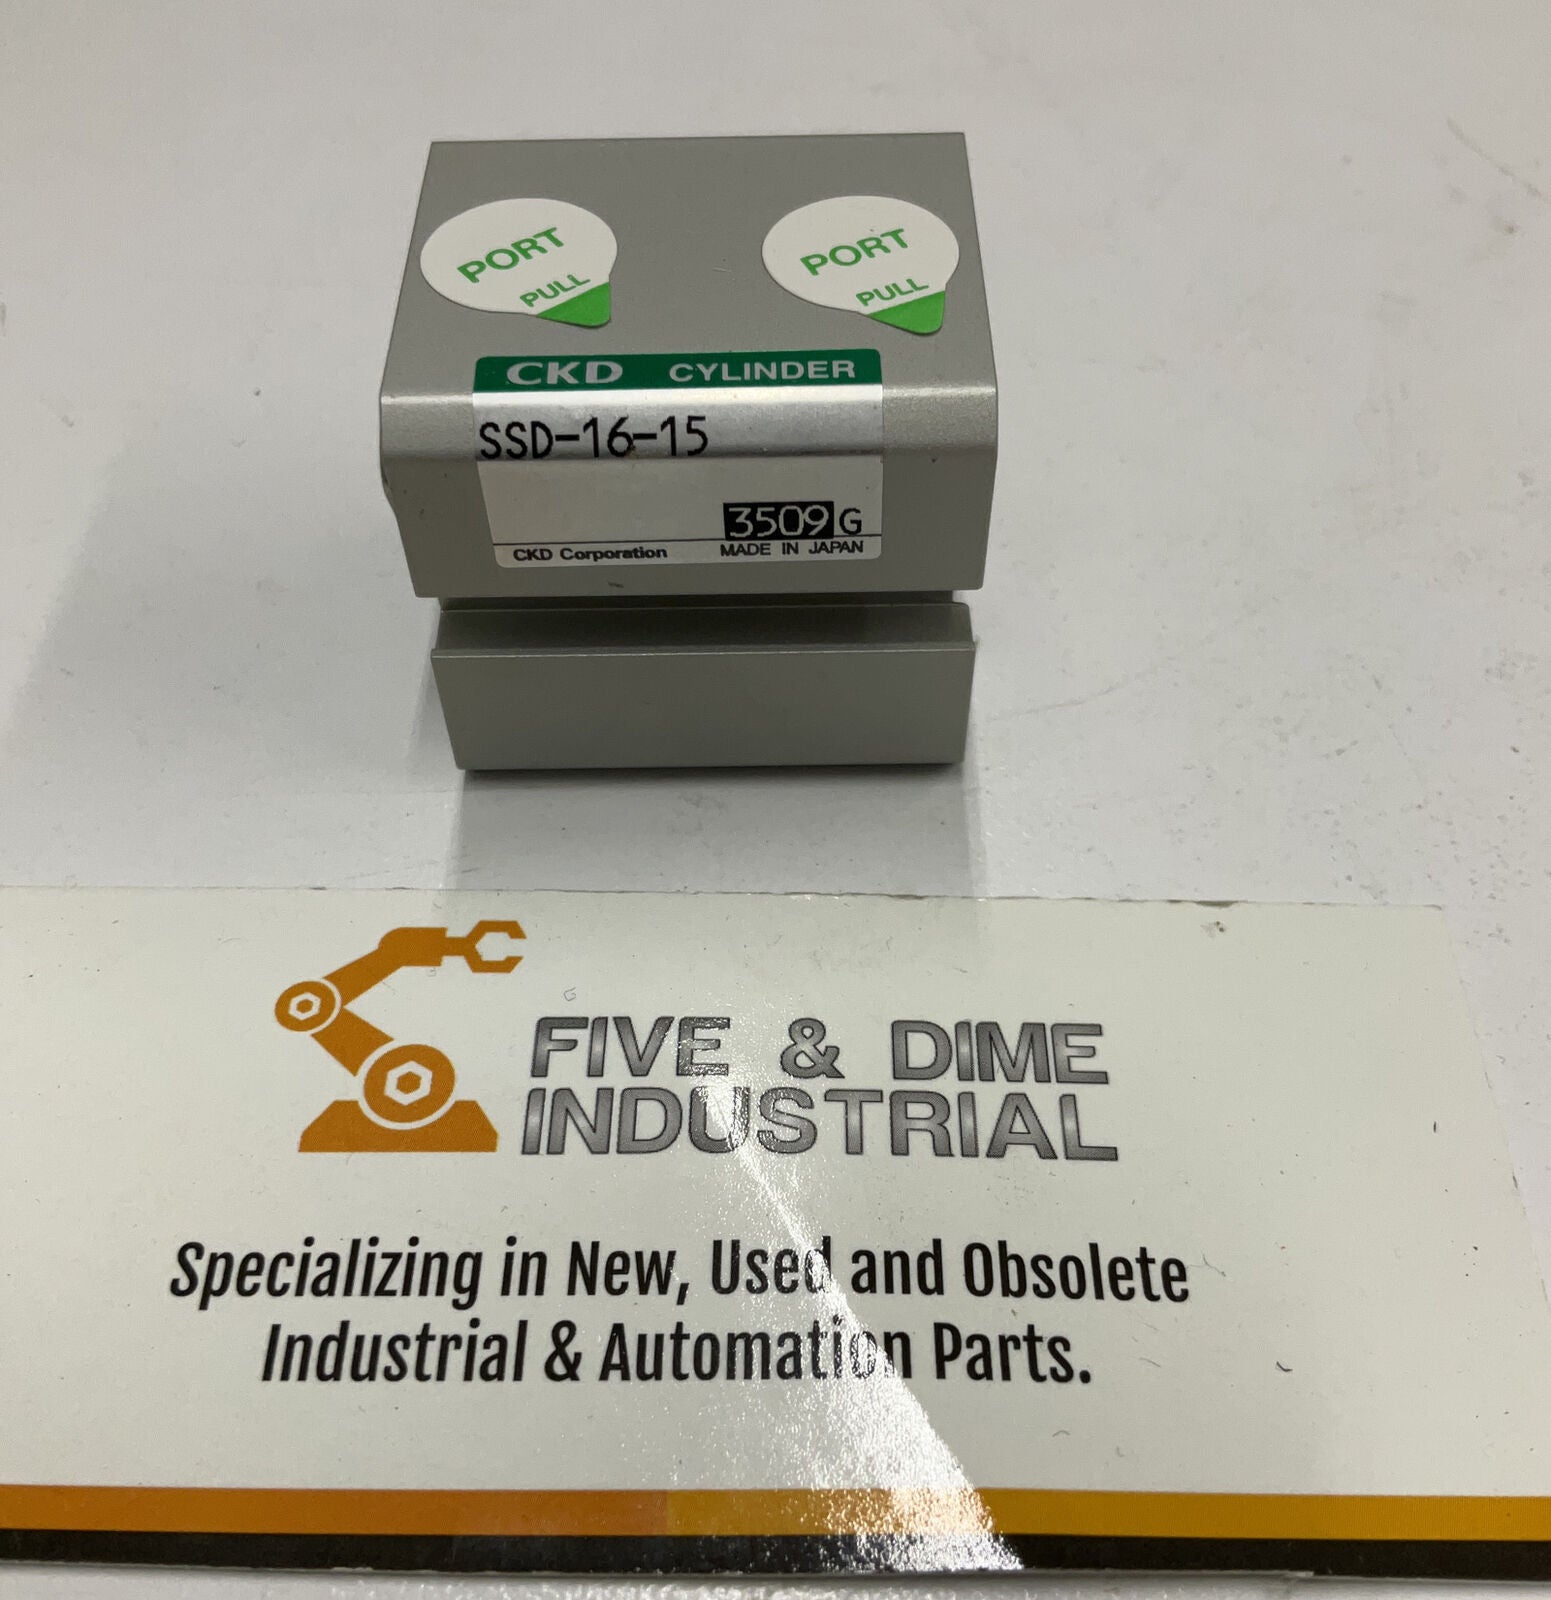 PORT
PULL
PORT
PULL
CKD CYLINDER
SSD-16-15
3509 G
CKD Corporation MADE IN JAPAN
FIVE & DIME
INDUSTRIAL
Specializing in New, Used and Obsolete
Industrial & Automation Parts.